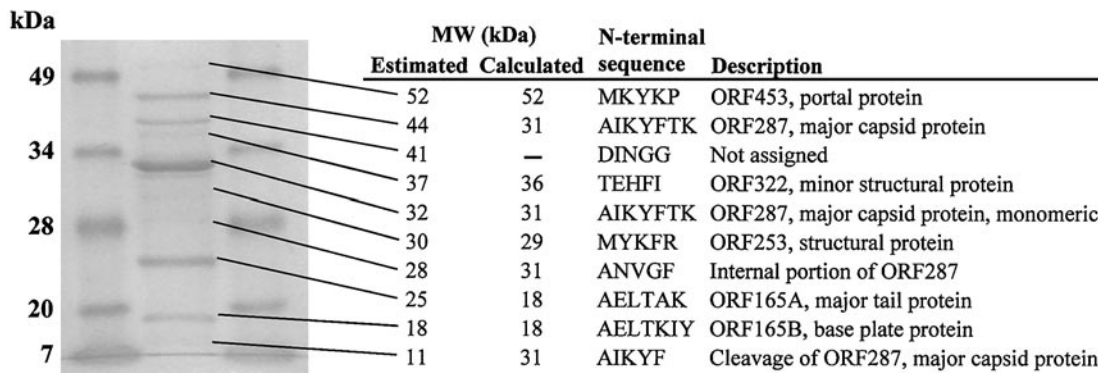 kDa
49
34
28
20
7
MW (kDa) N-terminal
Estimated Calculated sequence Description
52 52 MKYKP ORF453, portal protein
44 31 AIKYFTK ORF287, major capsid protein
41 – DINGG Not assigned
37 36 TEHFI ORF322, minor structural protein
32 31 AIKYFTK ORF287, major capsid protein, monomeric
30 29 MYKFR ORF253, structural protein
28 31 ANVGF Internal portion of ORF287
25 18 AELTAK ORF165A, major tail protein
18 18 AELTKIY ORF165B, base plate protein
11 31 AIKYF Cleavage of ORF287, major capsid protein